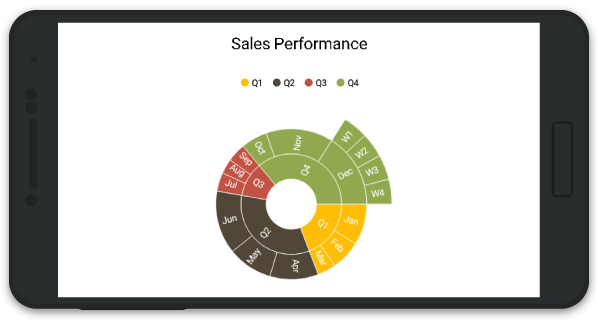 Sales Performance
Q1 Q2 Q3 Q4
Q1
Jan
Feb
Mar
Q2
Apr
May
Jun
Q3
Jul
Aug
Sep
Q4
Oct
Nov
Dec
W1
W2
W3
W4